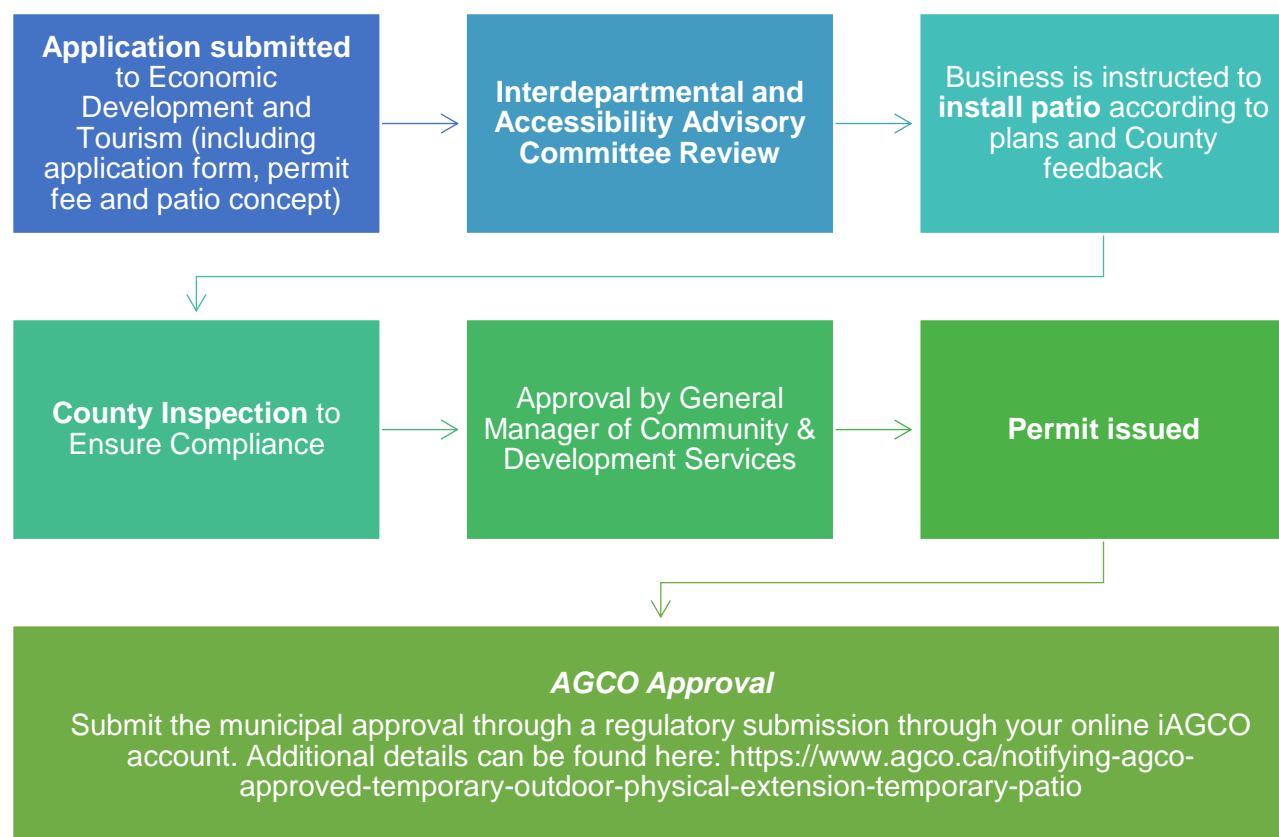 Application submitted
to Economic
Development and
Tourism (including
application form, permit
fee and patio concept)
Interdepartmental and
Accessibility Advisory
Committee Review
Business is instructed to
install patio according to
plans and County
feedback
County Inspection to
Ensure Compliance
Approval by General
Manager of Community &
Development Services
Permit issued
AGCO Approval
Submit the municipal approval through a regulatory submission through your online iAGCO
account. Additional details can be found here: https://www.agco.ca/notifying-agco-
approved-temporary-outdoor-physical-extension-temporary-patio